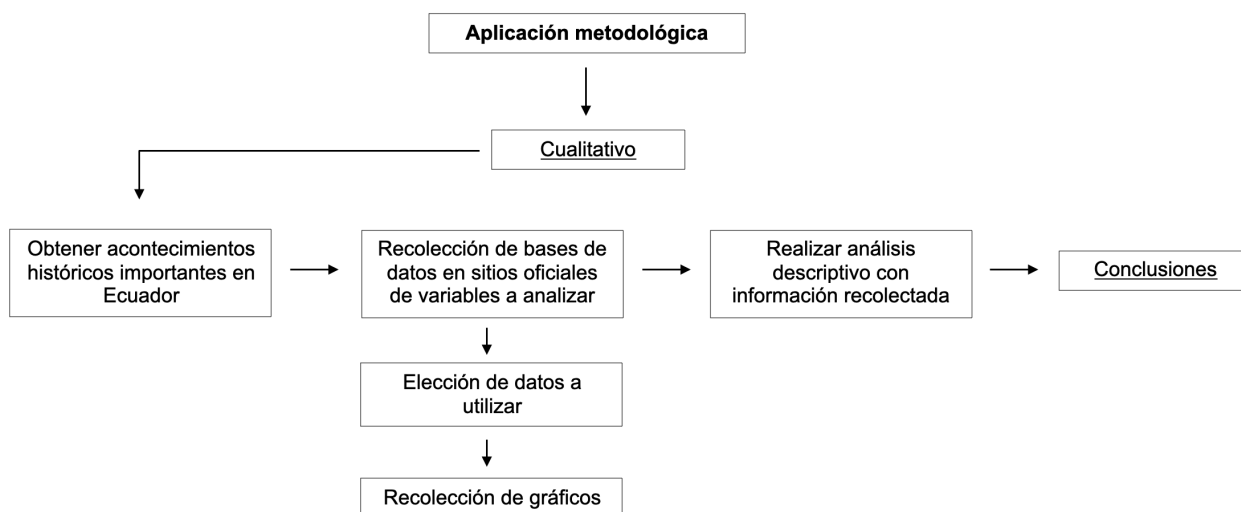 Aplicación metodológica
Cualitativo
Obtener acontecimientos
históricos importantes en
Ecuador
Recolección de bases de
datos en sitios oficiales
de variables a analizar
Realizar análisis
descriptivo con
información recolectada
Conclusiones
Elección de datos a
utilizar
Recolección de gráficos